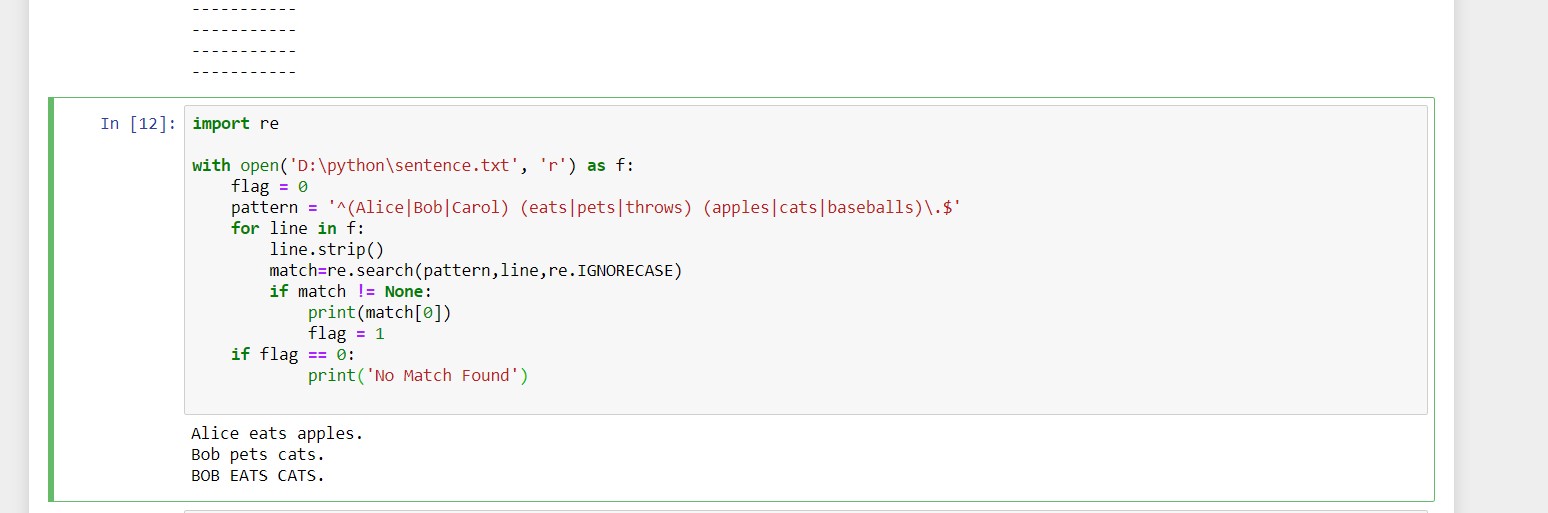 -----------
-----------
-----------
-----------
In [12]: import re
with open('D:\python\sentence.txt', 'r') as f:
    flag = 0
    pattern = '^(Alice|Bob|Carol) (eats|pets|throws) (apples|cats|baseballs)\.$'
    for line in f:
        line.strip()
        match=re.search(pattern,line,re.IGNORECASE)
        if match != None:
            print(match[0])
            flag = 1
    if flag == 0:
            print('No Match Found')
Alice eats apples.
Bob pets cats.
BOB EATS CATS.